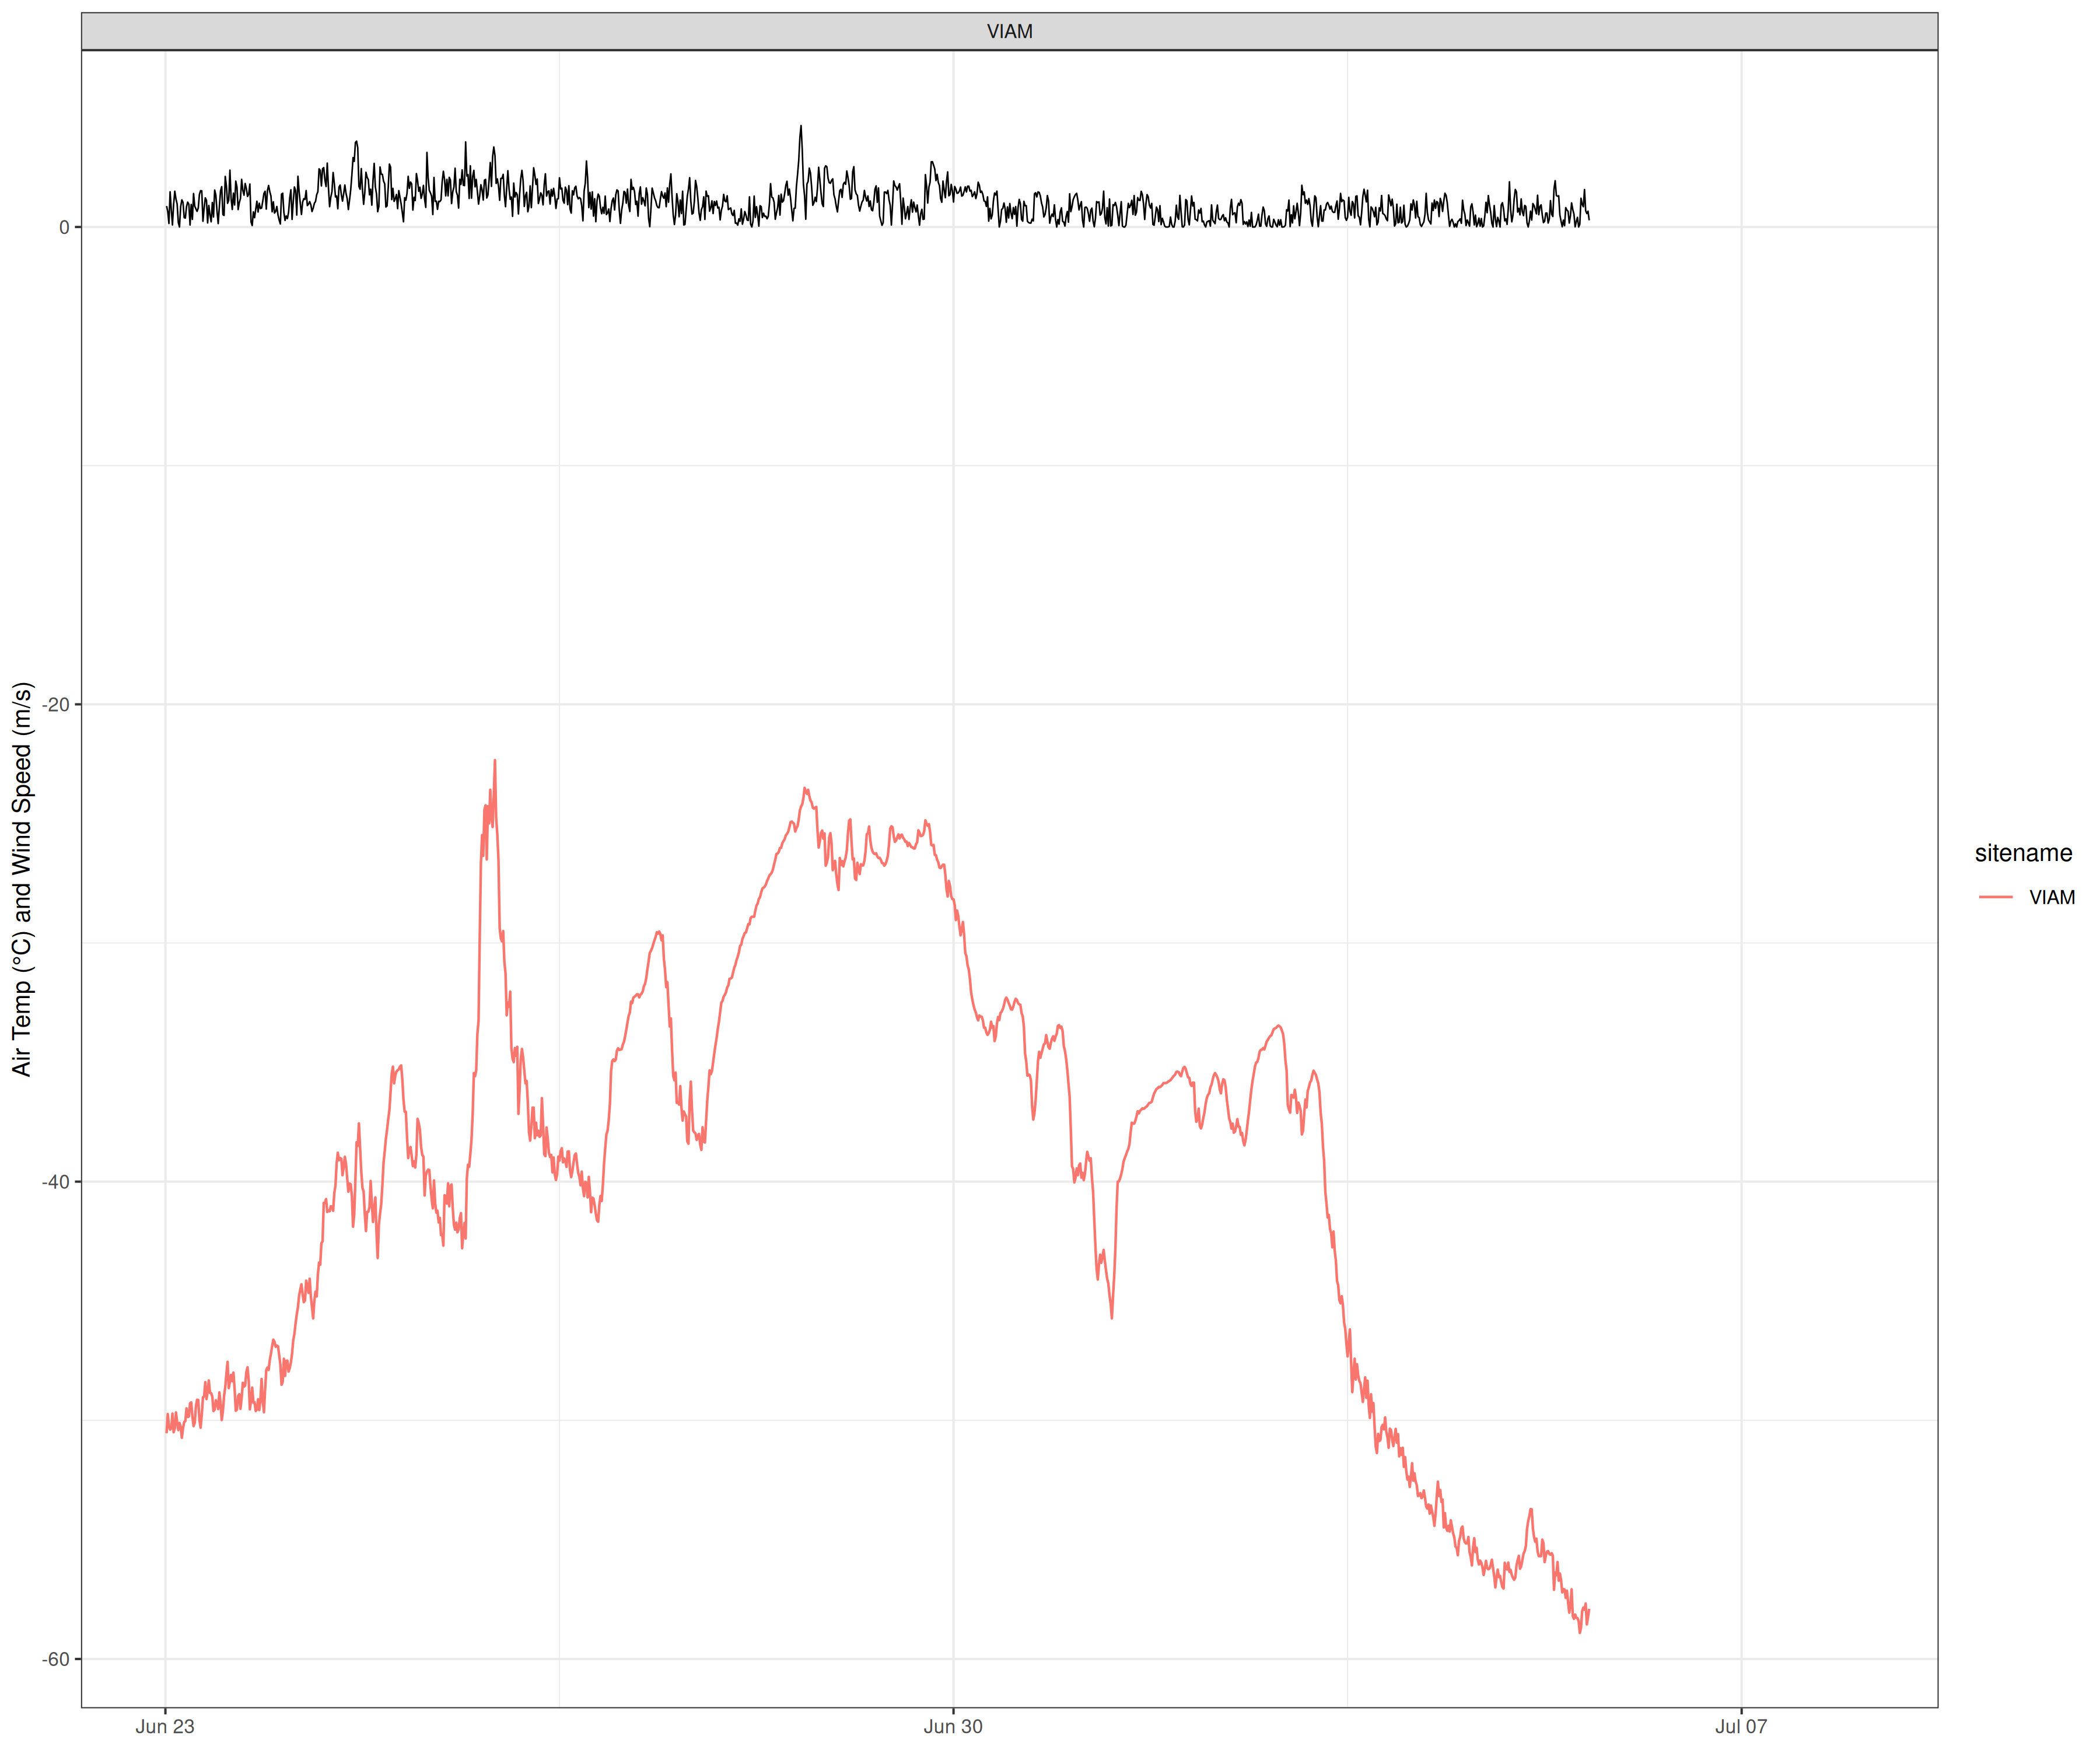 VIAM
0
-20
-40
-60
Air Temp (°C) and Wind Speed (m/s)
Jun 23
Jun 30
Jul 07
sitename
VIAM